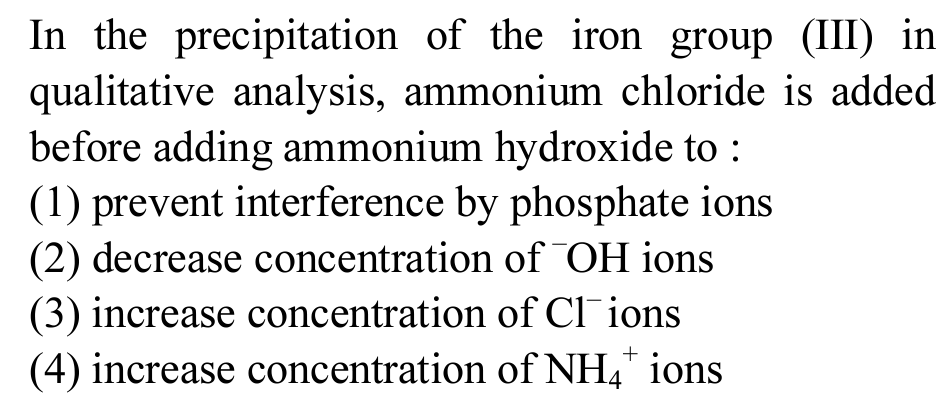 In the precipitation of the iron group (III) in
qualitative analysis, ammonium chloride is added
before adding ammonium hydroxide to :
(1) prevent interference by phosphate ions
(2) decrease concentration of ⁻OH ions
(3) increase concentration of Cl⁻ ions
(4) increase concentration of NH₄⁺ ions